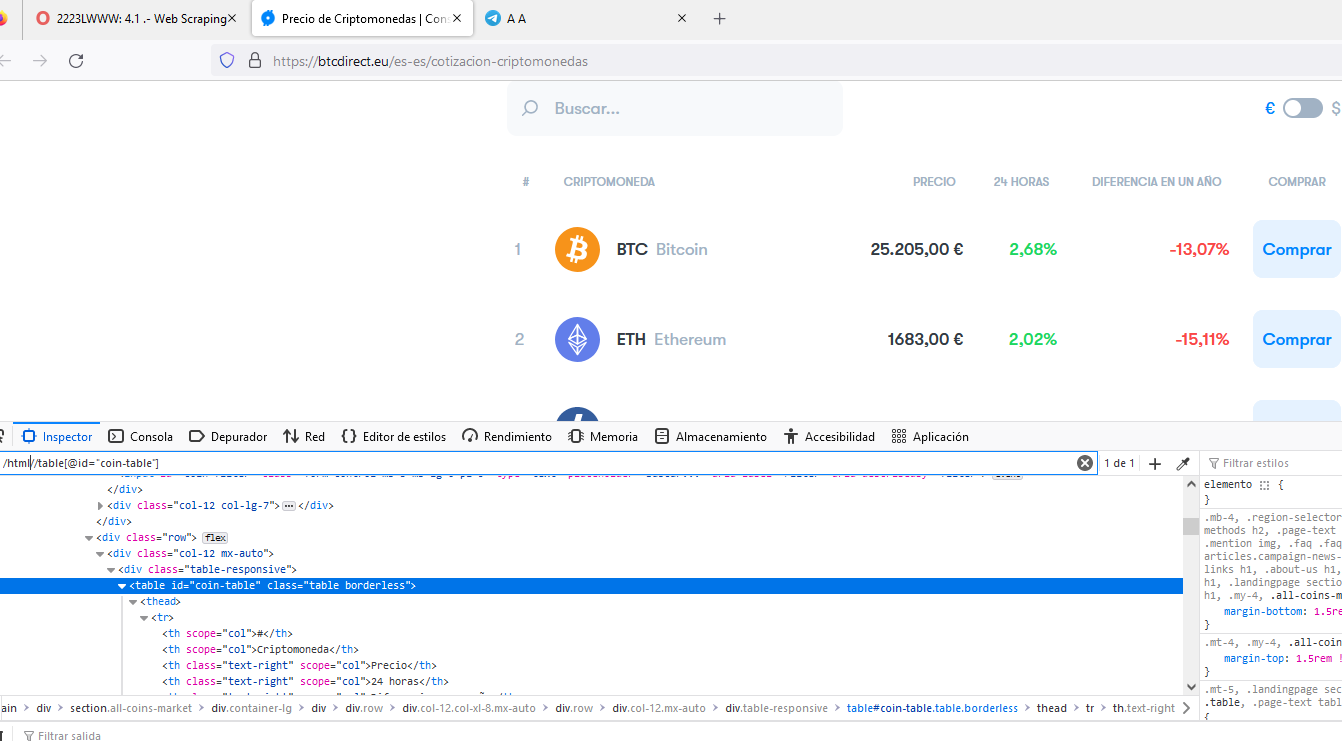 2223LWWW: 4.1 .- Web Scraping
Precio de Criptomonedas | Con
A A
https://btcdirect.eu/es-es/cotizacion-criptomonedas
Buscar...
€ $
# CRIPTOMONEDA PRECIO 24 HORAS DIFERENCIA EN UN AÑO COMPRAR
1 BTC Bitcoin 25.205,00 € 2,68% -13,07% Comprar
2 ETH Ethereum 1683,00 € 2,02% -15,11% Comprar
Inspector Consola Depurador Red Editor de estilos Rendimiento Memoria Almacenamiento Accesibilidad Aplicación
/html//table[@id="coin-table"] 1 de 1 Filtrar estilos
</div>
<div class="col-12 col-lg-7"> </div>
</div>
<div class="row"> flex
<div class="col-12 mx-auto">
<div class="table-responsive">
<table id="coin-table" class="table borderless">
<thead>
<tr>
<th scope="col">#</th>
<th scope="col">Criptomoneda</th>
<th class="text-right" scope="col">Precio</th>
<th class="text-right" scope="col">24 horas</th>
elemento {
}
.mb-4, .region-selector
methods h2, .page-text
.mention img, .faq .faq
articles.campaign-news-
links h1, .about-us h1,
h1, .landingpage sectio
h1, .my-4, .all-coins-m
margin-bottom: 1.5re
}
.mt-4, .my-4, .all-coin
margin-top: 1.5rem !
}
.mt-5, .landingpage sec
.table, .page-text tabl
{
ain div section.all-coins-market div.container-lg div div.row div.col-12.col-xl-8.mx-auto div.row div.col-12.mx-auto div.table-responsive table#coin-table.table.borderless thead tr th.text-right
Filtrar salida